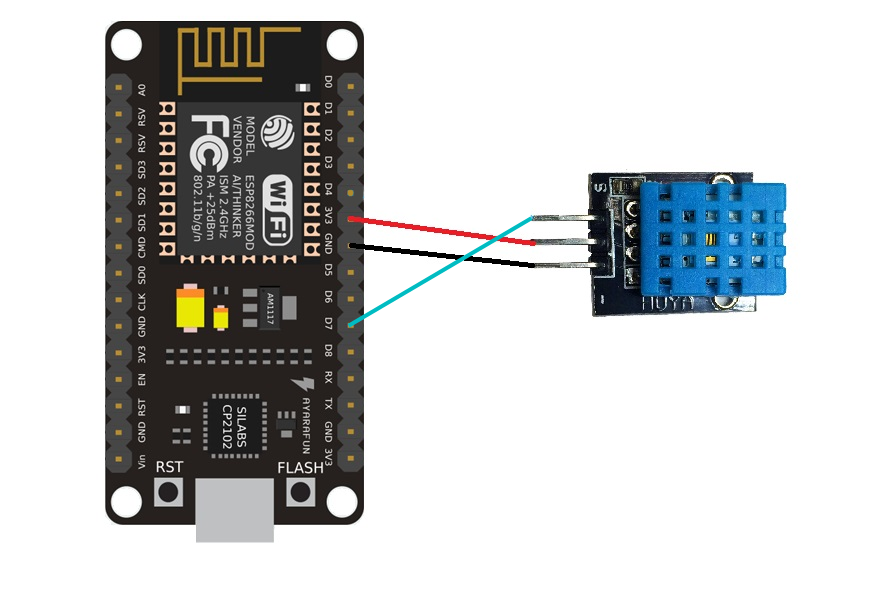 A0
RSV
RSV
SD3
SD2
SD1
CMD
SD0
CLK
GND
3V3
EN
RST
GND
Vin
D0
D1
D2
D3
D4
3V3
GND
D5
D6
D7
D8
RX
TX
GND
3V3
MODEL
VENDOR
ESP8266MOD
AI/THINKER
ISM 2.4GHz
PA +25dBm
802.11b/g/n
FC
Wi Fi
AM1117
SILABS
CP2102
AYARAFUN
RST
FLASH
S
-
HUYA